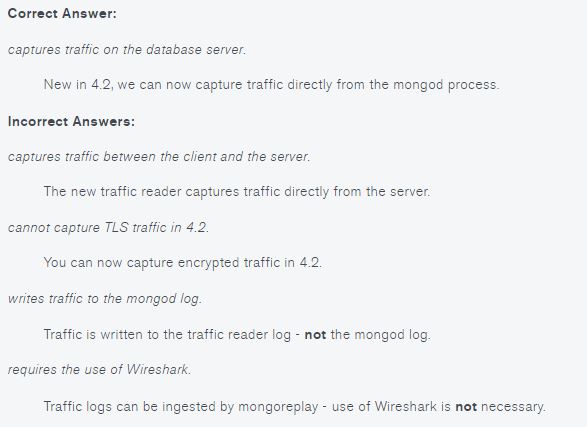 Correct Answer:
captures traffic on the database server.
New in 4.2, we can now capture traffic directly from the mongod process.
Incorrect Answers:
captures traffic between the client and the server.
The new traffic reader captures traffic directly from the server.
cannot capture TLS traffic in 4.2.
You can now capture encrypted traffic in 4.2.
writes traffic to the mongod log.
Traffic is written to the traffic reader log - not the mongod log.
requires the use of Wireshark.
Traffic logs can be ingested by mongoreplay - use of Wireshark is not necessary.